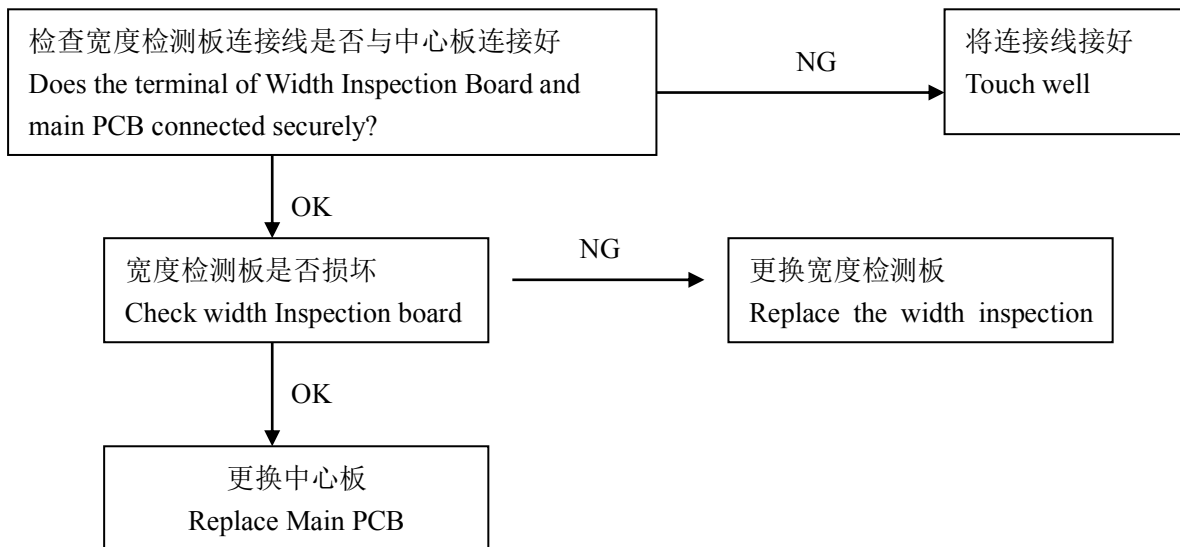 检查宽度检测板连接线是否与中心板连接好
Does the terminal of Width Inspection Board and
main PCB connected securely?
NG
将连接线接好
Touch well
OK
宽度检测板是否损坏
Check width Inspection board
NG
更换宽度检测板
Replace the width inspection
OK
更换中心板
Replace Main PCB